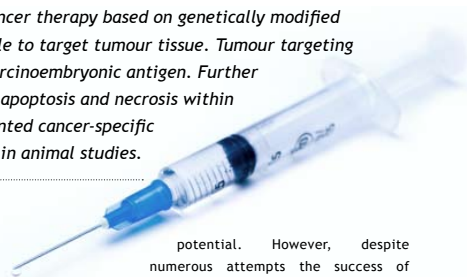 ncer therapy based on genetically modified
le to target tumour tissue. Tumour targeting
rcinoembryonic antigen. Further
apoptosis and necrosis within
nted cancer-specific
in animal studies.
potential. However, despite
numerous attempts the success of